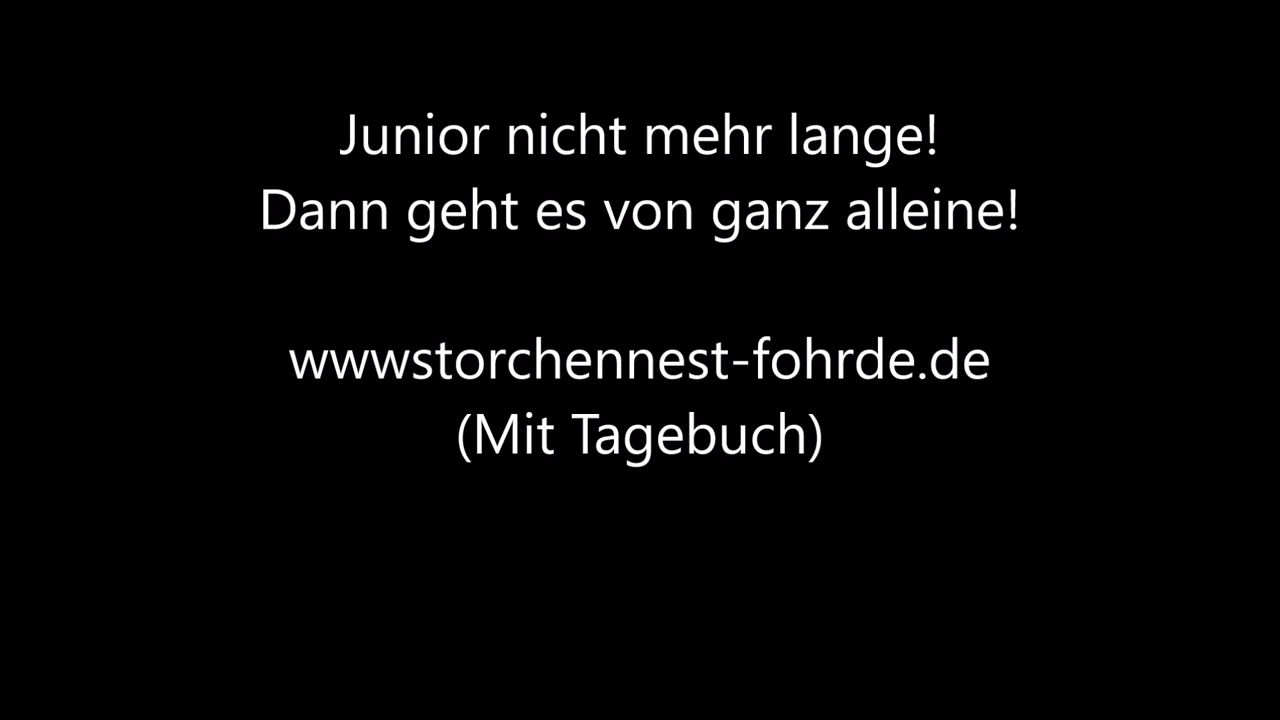 Junior nicht mehr lange!
Dann geht es von ganz alleine!
wwwstorchennest-fohrde.de
(Mit Tagebuch)